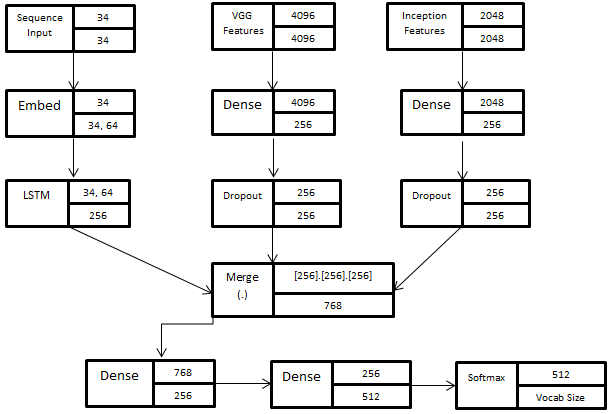 Sequence
Input
34
34
VGG
Features
4096
4096
Inception
Features
2048
2048
Embed
34
34, 64
Dense
4096
256
Dense
2048
256
LSTM
34, 64
256
Dropout
256
256
Dropout
256
256
Merge
(.)
[256].[256].[256]
768
Dense
768
256
Dense
256
512
Softmax
512
Vocab Size